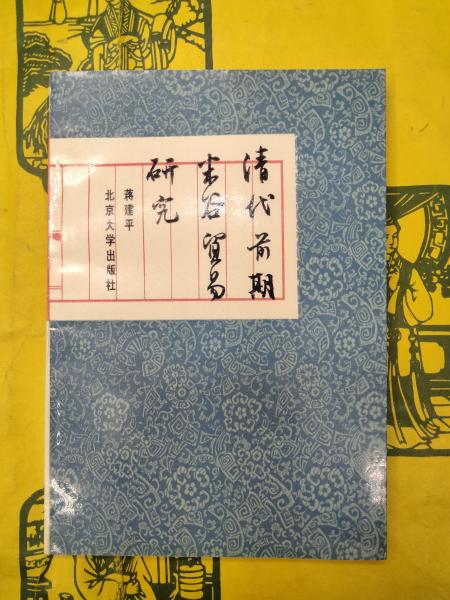 清代前期
米谷贸易
研究
蒋建平
北京大学出版社